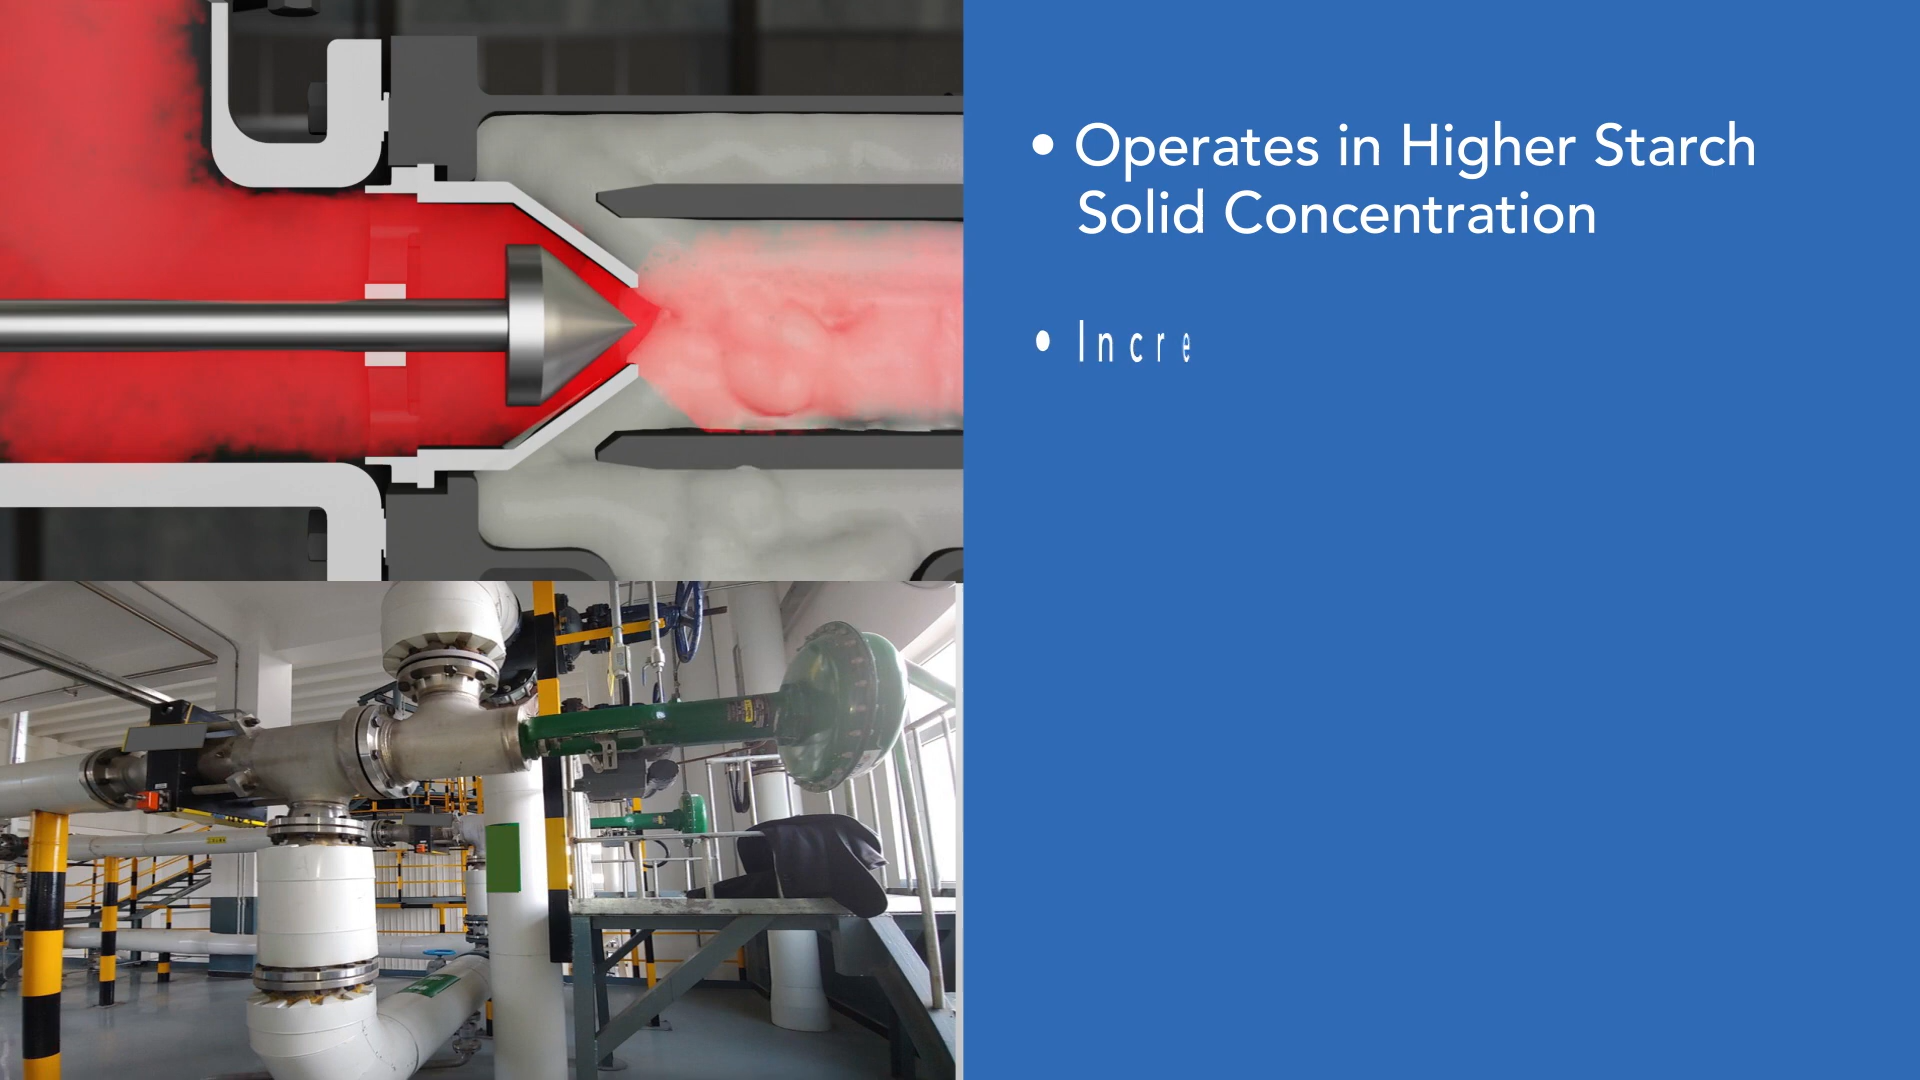 • Operates in Higher Starch
Solid Concentration
• Incre